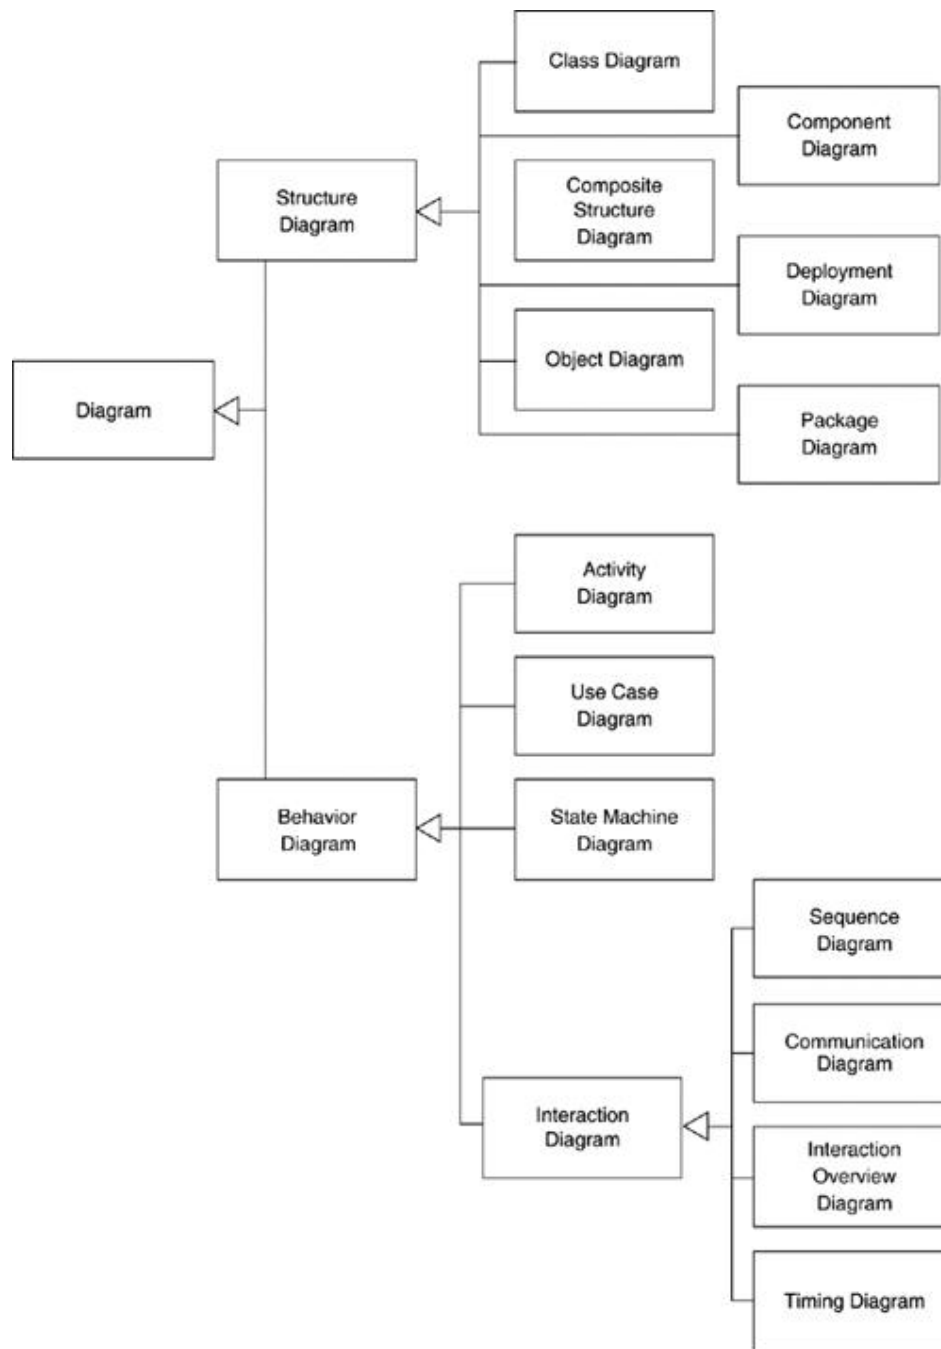 Class Diagram
Component
Diagram
Structure
Diagram
Composite
Structure
Diagram
Deployment
Diagram
Object Diagram
Diagram
Package
Diagram
Activity
Diagram
Use Case
Diagram
Behavior
Diagram
State Machine
Diagram
Sequence
Diagram
Communication
Diagram
Interaction
Diagram
Interaction
Overview
Diagram
Timing Diagram